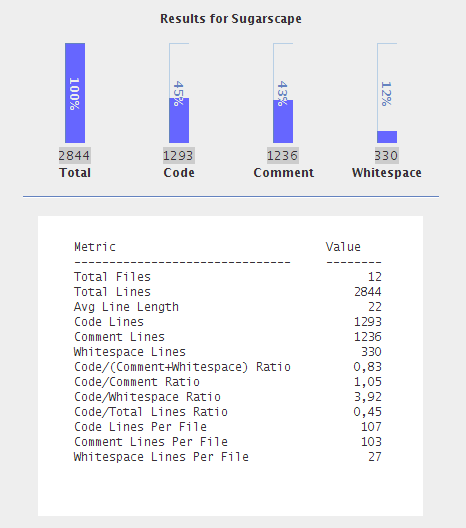 Results for Sugarscape
100% 45% 43% 12%
2844 1293 1236 330
Total Code Comment Whitespace
Metric Value
------------------------------- --------
Total Files 12
Total Lines 2844
Avg Line Length 22
Code Lines 1293
Comment Lines 1236
Whitespace Lines 330
Code/(Comment+Whitespace) Ratio 0,83
Code/Comment Ratio 1,05
Code/Whitespace Ratio 3,92
Code/Total Lines Ratio 0,45
Code Lines Per File 107
Comment Lines Per File 103
Whitespace Lines Per File 27